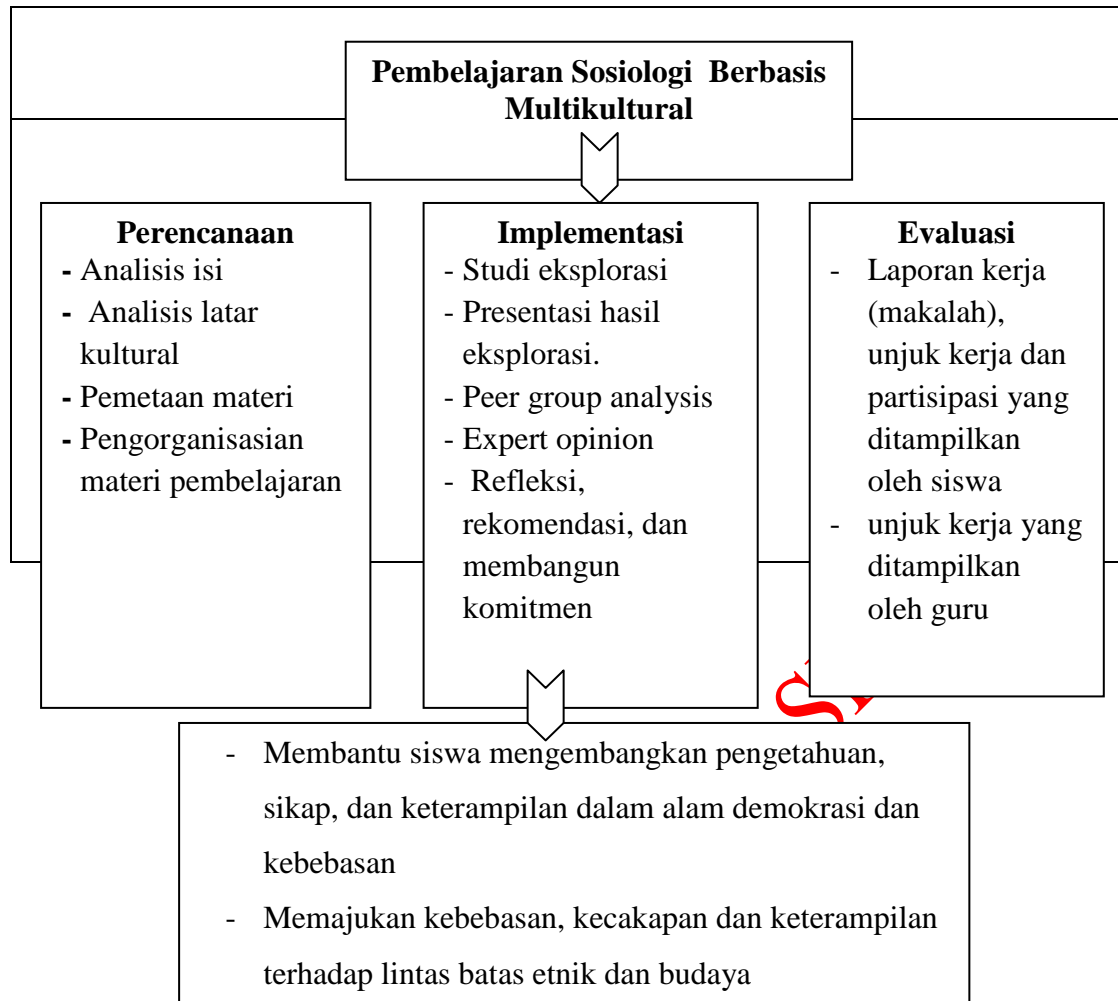 Pembelajaran Sosiologi Berbasis
Multikultural
Perencanaan
- Analisis isi
- Analisis latar
kultural
- Pemetaan materi
- Pengorganisasian
materi pembelajaran
Implementasi
- Studi eksplorasi
- Presentasi hasil
eksplorasi.
- Peer group analysis
- Expert opinion
- Refleksi,
rekomendasi, dan
membangun
komitmen
Evaluasi
- Laporan kerja
(makalah),
unjuk kerja dan
partisipasi yang
ditampilkan
oleh siswa
- unjuk kerja yang
ditampilkan
oleh guru
- Membantu siswa mengembangkan pengetahuan,
sikap, dan keterampilan dalam alam demokrasi dan
kebebasan
- Memajukan kebebasan, kecakapan dan keterampilan
terhadap lintas batas etnik dan budaya